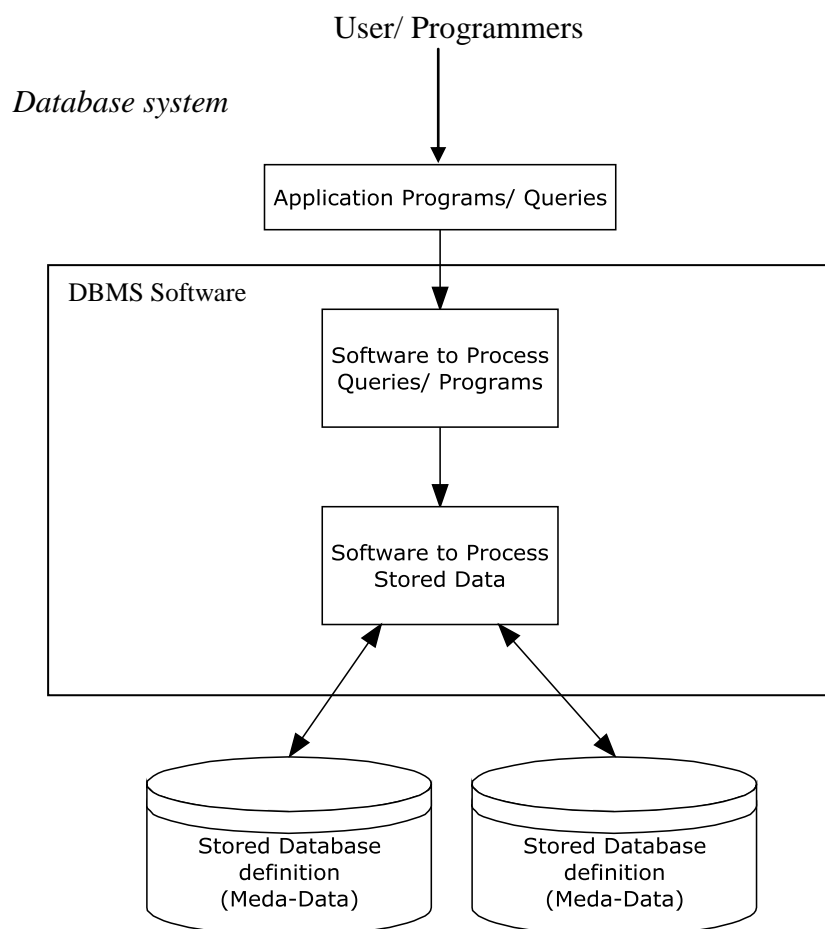 User/ Programmers
Database system
Application Programs/ Queries
DBMS Software
Software to Process
Queries/ Programs
Software to Process
Stored Data
Stored Database
definition
(Meda-Data)
Stored Database
definition
(Meda-Data)